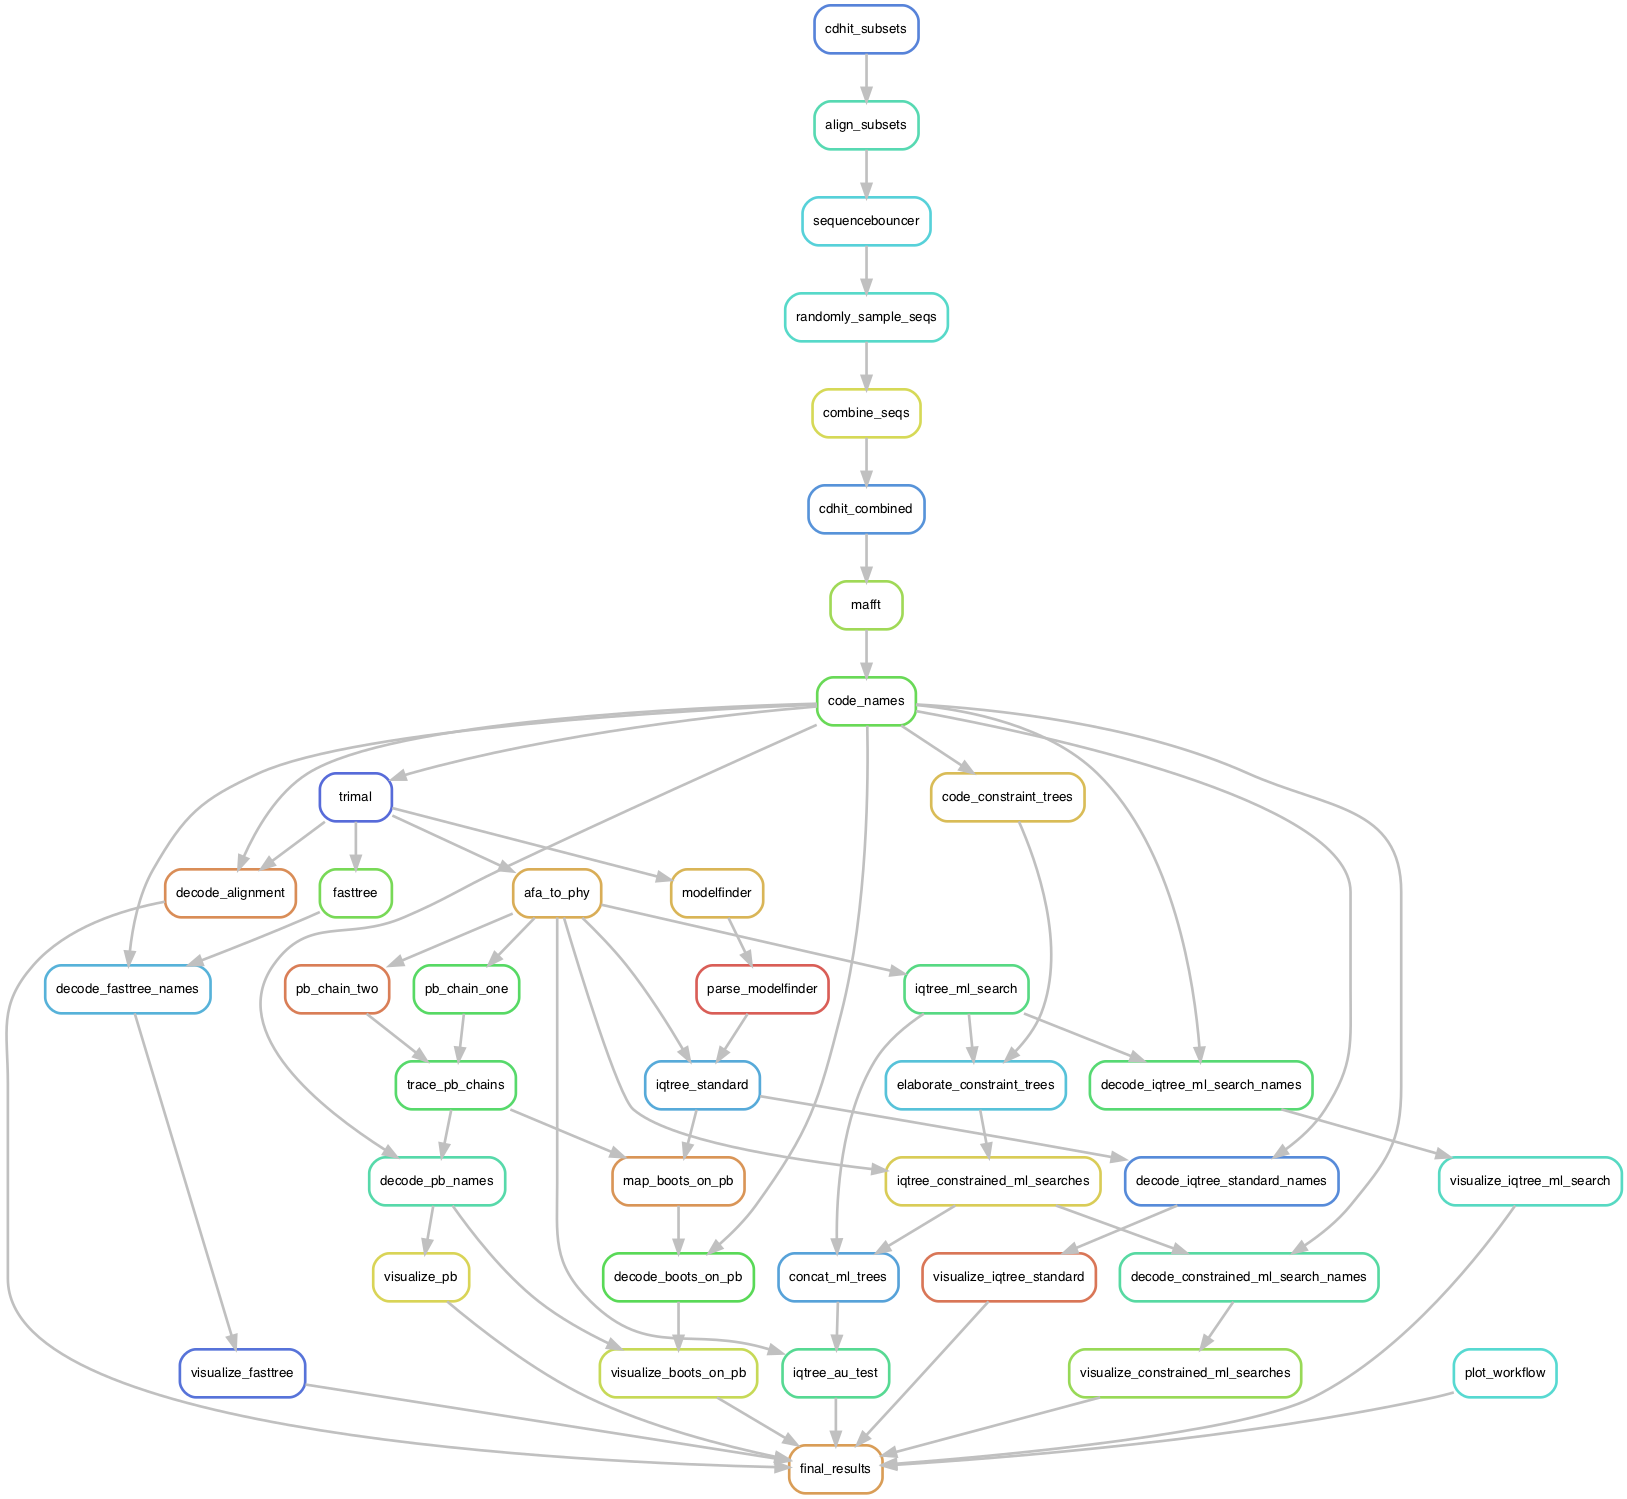 cdhit_subsets
align_subsets
sequencebouncer
randomly_sample_seqs
combine_seqs
cdhit_combined
mafft
code_names
trimal
code_constraint_trees
decode_alignment
fasttree
afa_to_phy
modelfinder
decode_fasttree_names
pb_chain_two
pb_chain_one
parse_modelfinder
iqtree_ml_search
trace_pb_chains
iqtree_standard
elaborate_constraint_trees
decode_iqtree_ml_search_names
decode_pb_names
map_boots_on_pb
iqtree_constrained_ml_searches
decode_iqtree_standard_names
visualize_iqtree_ml_search
visualize_pb
decode_boots_on_pb
concat_ml_trees
visualize_iqtree_standard
decode_constrained_ml_search_names
visualize_fasttree
visualize_boots_on_pb
iqtree_au_test
visualize_constrained_ml_searches
plot_workflow
final_results